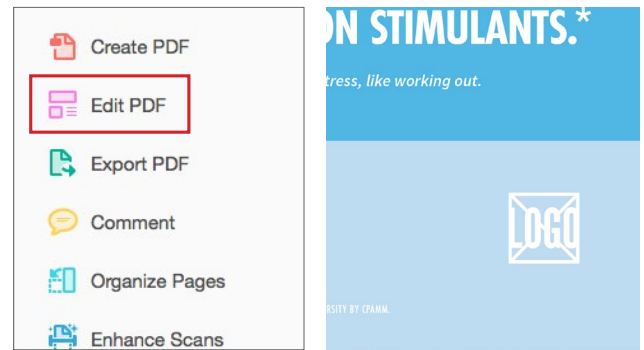 Create PDF
Edit PDF
Export PDF
Comment
Organize Pages
Enhance Scans
ON STIMULANTS.*
tress, like working out.
LOGO
RSITY BY CPAMM.